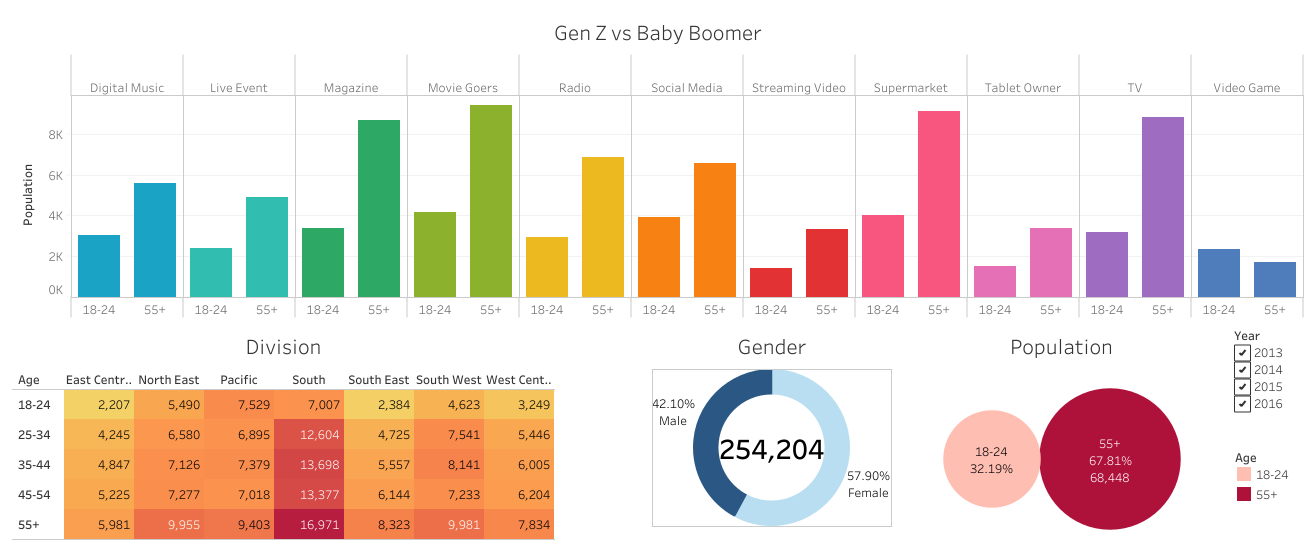 Gen Z vs Baby Boomer
Digital Music Live Event Magazine Movie Goers Radio Social Media Streaming Video Supermarket Tablet Owner TV Video Game
Population
8K
6K
4K
2K
0K
18-24 55+ 18-24 55+ 18-24 55+ 18-24 55+ 18-24 55+ 18-24 55+ 18-24 55+ 18-24 55+ 18-24 55+ 18-24 55+ 18-24 55+
Division
Age East Centr.. North East Pacific South South East South West West Cent..
18-24 2,207 5,490 7,529 7,007 2,384 4,623 3,249
25-34 4,245 6,580 6,895 12,604 4,725 7,541 5,446
35-44 4,847 7,126 7,379 13,698 5,557 8,141 6,005
45-54 5,225 7,277 7,018 13,377 6,144 7,233 6,204
55+ 5,981 9,955 9,403 16,971 8,323 9,981 7,834
Gender
42.10%
Male
254,204
57.90%
Female
Population
18-24
32.19%
55+
67.81%
68,448
Year
2013
2014
2015
2016
Age
18-24
55+